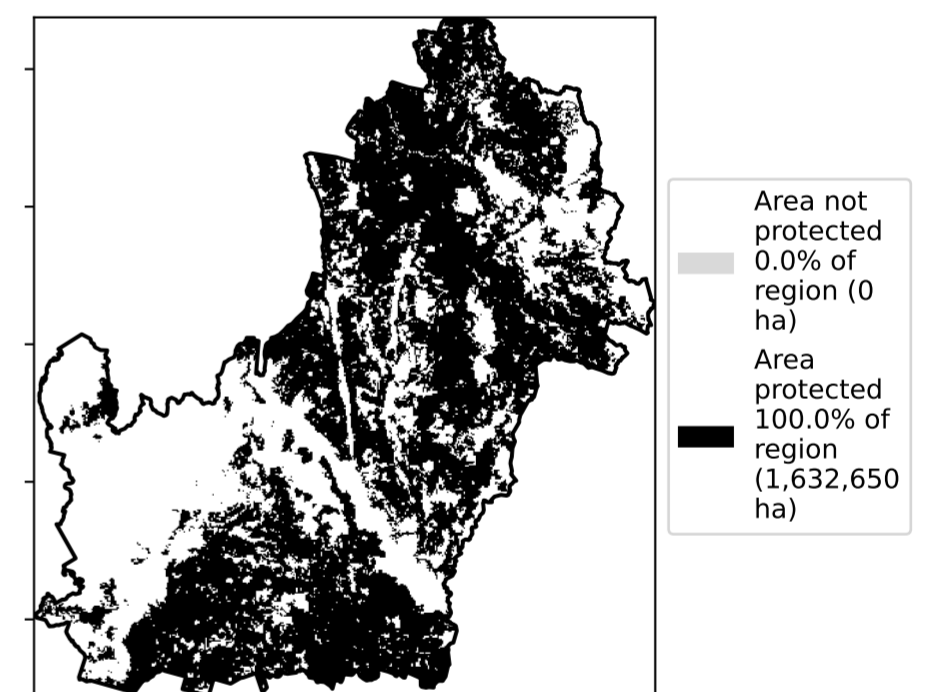 Area not
protected
0.0% of
region (0
ha)
Area
protected
100.0% of
region
(1,632,650
ha)